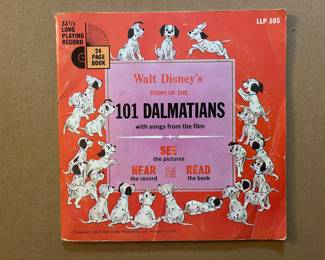 33⅓
LONG
PLAYING
RECORD
24
PAGE
BOOK
LLP 305
Walt Disney's
STORY OF THE
101 DALMATIANS
with songs from the film
SEE
the pictures
HEAR
the record
READ
the book